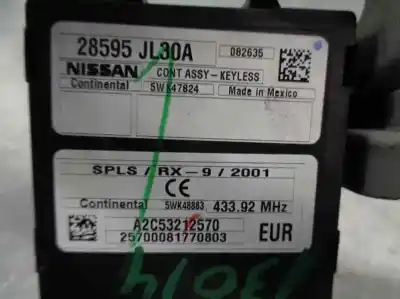 28595 JL30A 082635
NISSAN CONT ASSY-KEYLESS
Continental 5WK47824 Made in Mexico
SPLS / RX-9 / 2001
CE
Continental 5WK48883 433.92 MHz
A2C53212570
25700081770803 EUR